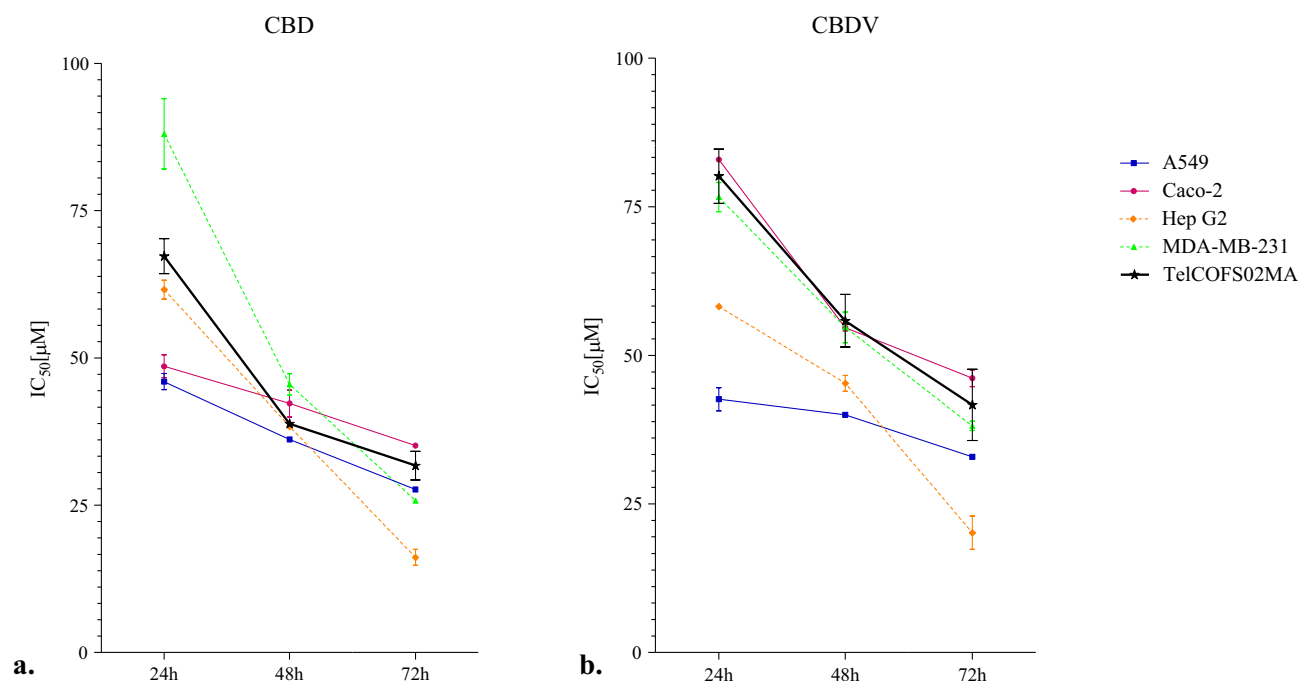 CBD
100
75
50
25
0
IC50[µM]
24h
48h
72h
a.
CBDV
100
75
50
25
0
IC50[µM]
24h
48h
72h
b.
A549
Caco-2
Hep G2
MDA-MB-231
TelCOFS02MA